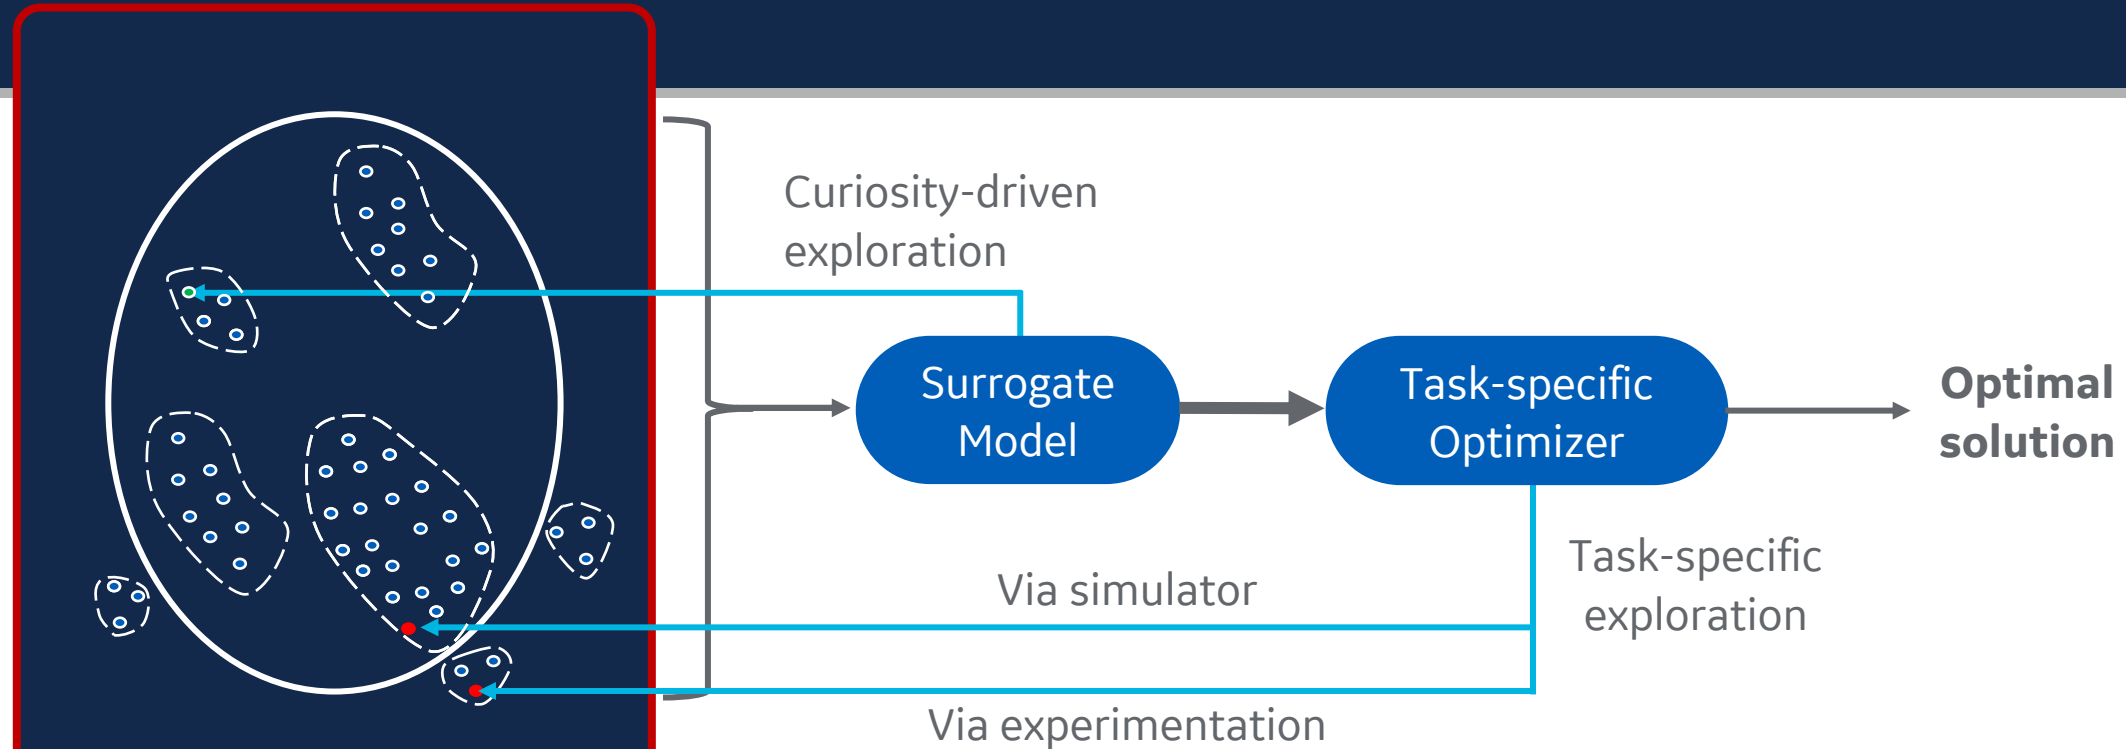 Curiosity-driven
exploration
Surrogate
Model
Task-specific
Optimizer
Optimal
solution
Task-specific
exploration
Via simulator
Via experimentation